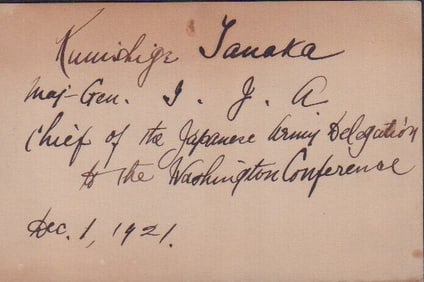 Kunishige Tanaka
Maj-Gen. I. J. A
Chief of the Japanese Army Delegation
to the Washington Conference
Dec. 1, 1921.